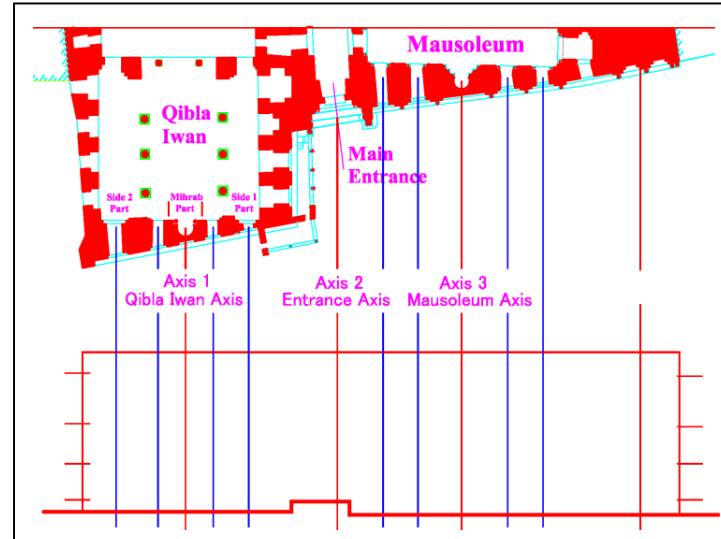 Mausoleum
Qibla
Iwan
Main
Entrance
Side 2
Part
Mihrab
Part
Side 1
Part
Axis 1
Qibla Iwan Axis
Axis 2
Entrance Axis
Axis 3
Mausoleum Axis